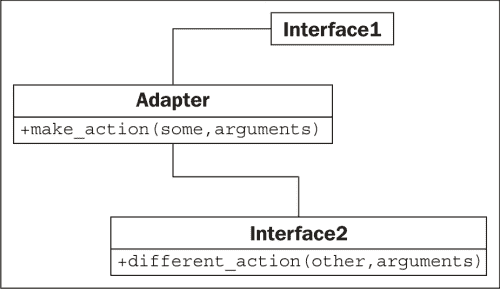 Interface1
Adapter
+make_action(some,arguments)
Interface2
+different_action(other,arguments)